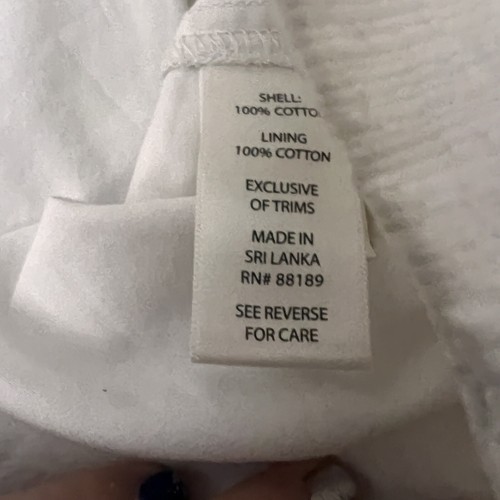 SHELL:
100% COTTO
LINING
100% COTTON
EXCLUSIVE
OF TRIMS
MADE IN
SRI LANKA
RN# 88189
SEE REVERSE
FOR CARE